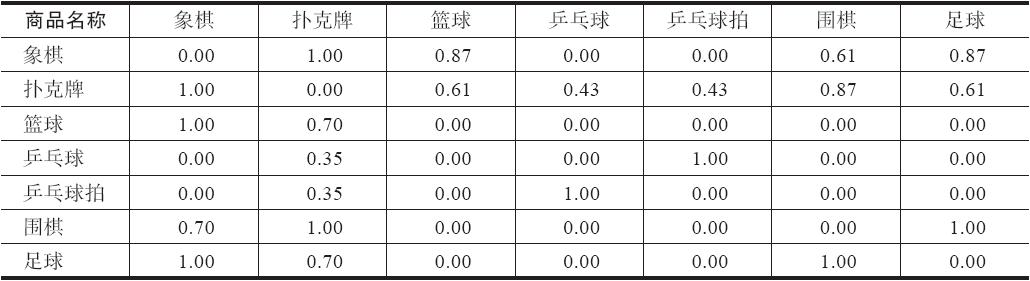 商品名称 象棋 扑克牌 篮球 乒乓球 乒乓球拍 围棋 足球
象棋 0.00 1.00 0.87 0.00 0.00 0.61 0.87
扑克牌 1.00 0.00 0.61 0.43 0.43 0.87 0.61
篮球 1.00 0.70 0.00 0.00 0.00 0.00 0.00
乒乓球 0.00 0.35 0.00 0.00 1.00 0.00 0.00
乒乓球拍 0.00 0.35 0.00 1.00 0.00 0.00 0.00
围棋 0.70 1.00 0.00 0.00 0.00 0.00 1.00
足球 1.00 0.70 0.00 0.00 0.00 1.00 0.00